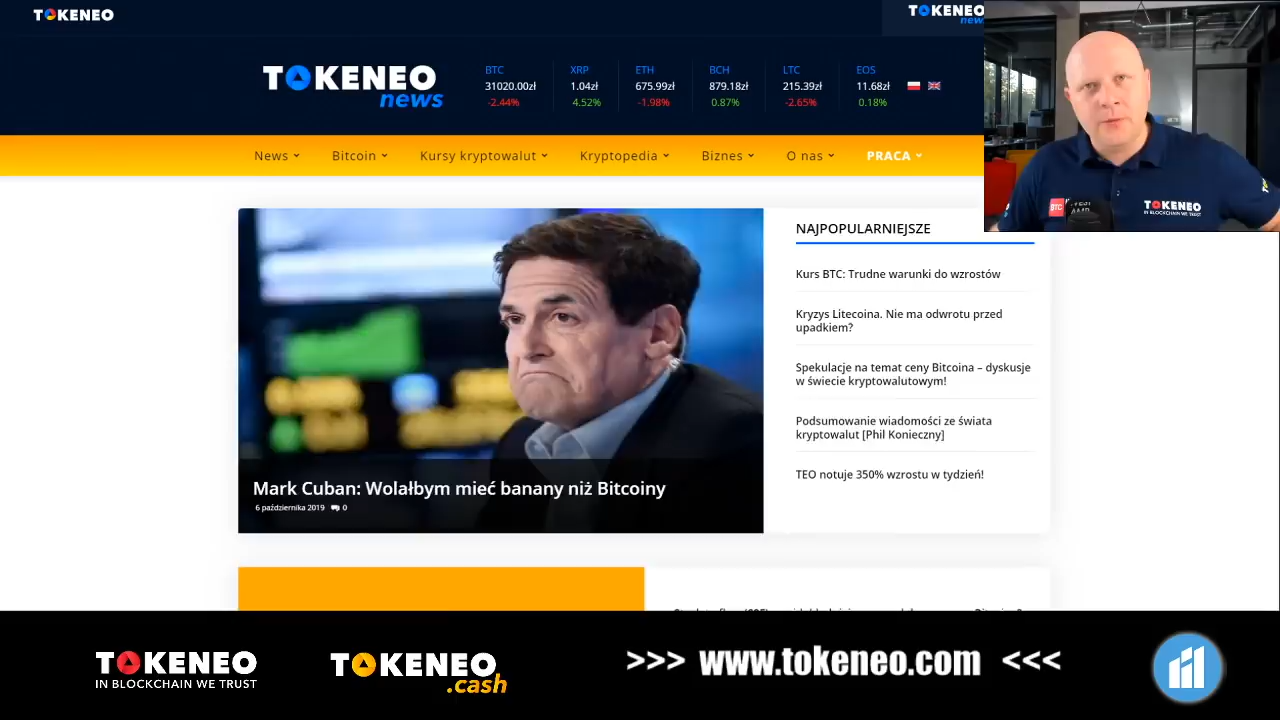 TOKENEO
TOKENEO
news
TOKENEO
news
BTC
31020.00zł
-2.44%
XRP
1.04zł
4.52%
ETH
675.99zł
-1.98%
BCH
879.18zł
0.87%
LTC
215.39zł
-2.65%
EOS
11.68zł
0.18%
News
Bitcoin
Kursy kryptowalut
Kryptopedia
Biznes
O nas
PRACA
BTC
TOKENEO
IN BLOCKCHAIN WE TRUST
Mark Cuban: Wolałbym mieć banany niż Bitcoiny
6 października 2019 0
NAJPOPULARNIEJSZE
Kurs BTC: Trudne warunki do wzrostów
Kryzys Litecoina. Nie ma odwrotu przed
upadkiem?
Spekulacje na temat ceny Bitcoina – dyskusje
w świecie kryptowalutowym!
Podsumowanie wiadomości ze świata
kryptowalut [Phil Konieczny]
TEO notuje 350% wzrostu w tydzień!
TOKENEO
IN BLOCKCHAIN WE TRUST
TOKENEO
.cash
>>> www.tokeneo.com <<<